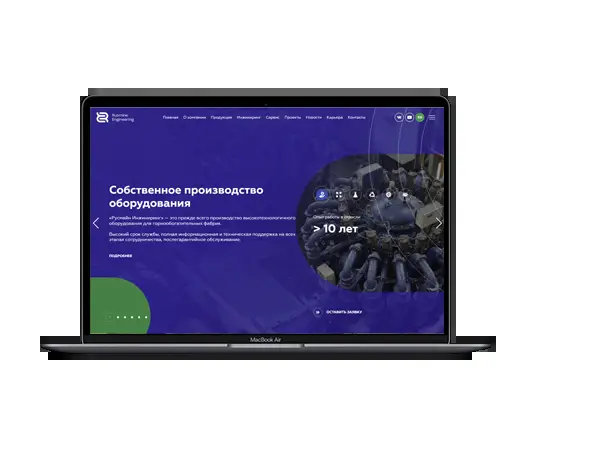 Rusreline
Engineering
Главная О компании Продукция Инжиниринг Сервис Проекты Новости Карьера Контакты
Собственное производство
оборудования
«Руслейн Инжиниринг» — это прежде всего производство высокотехнологичного
оборудования для горнообогатительных фабрик.
Высокий срок службы, полная информационная и техническая поддержка на всех
этапах сотрудничества, послегарантийное обслуживание.
Опыт работы в отрасли
> 10 лет
ПОДРОБНЕЕ
ОСТАВИТЬ ЗАЯВКУ
MacBook Air